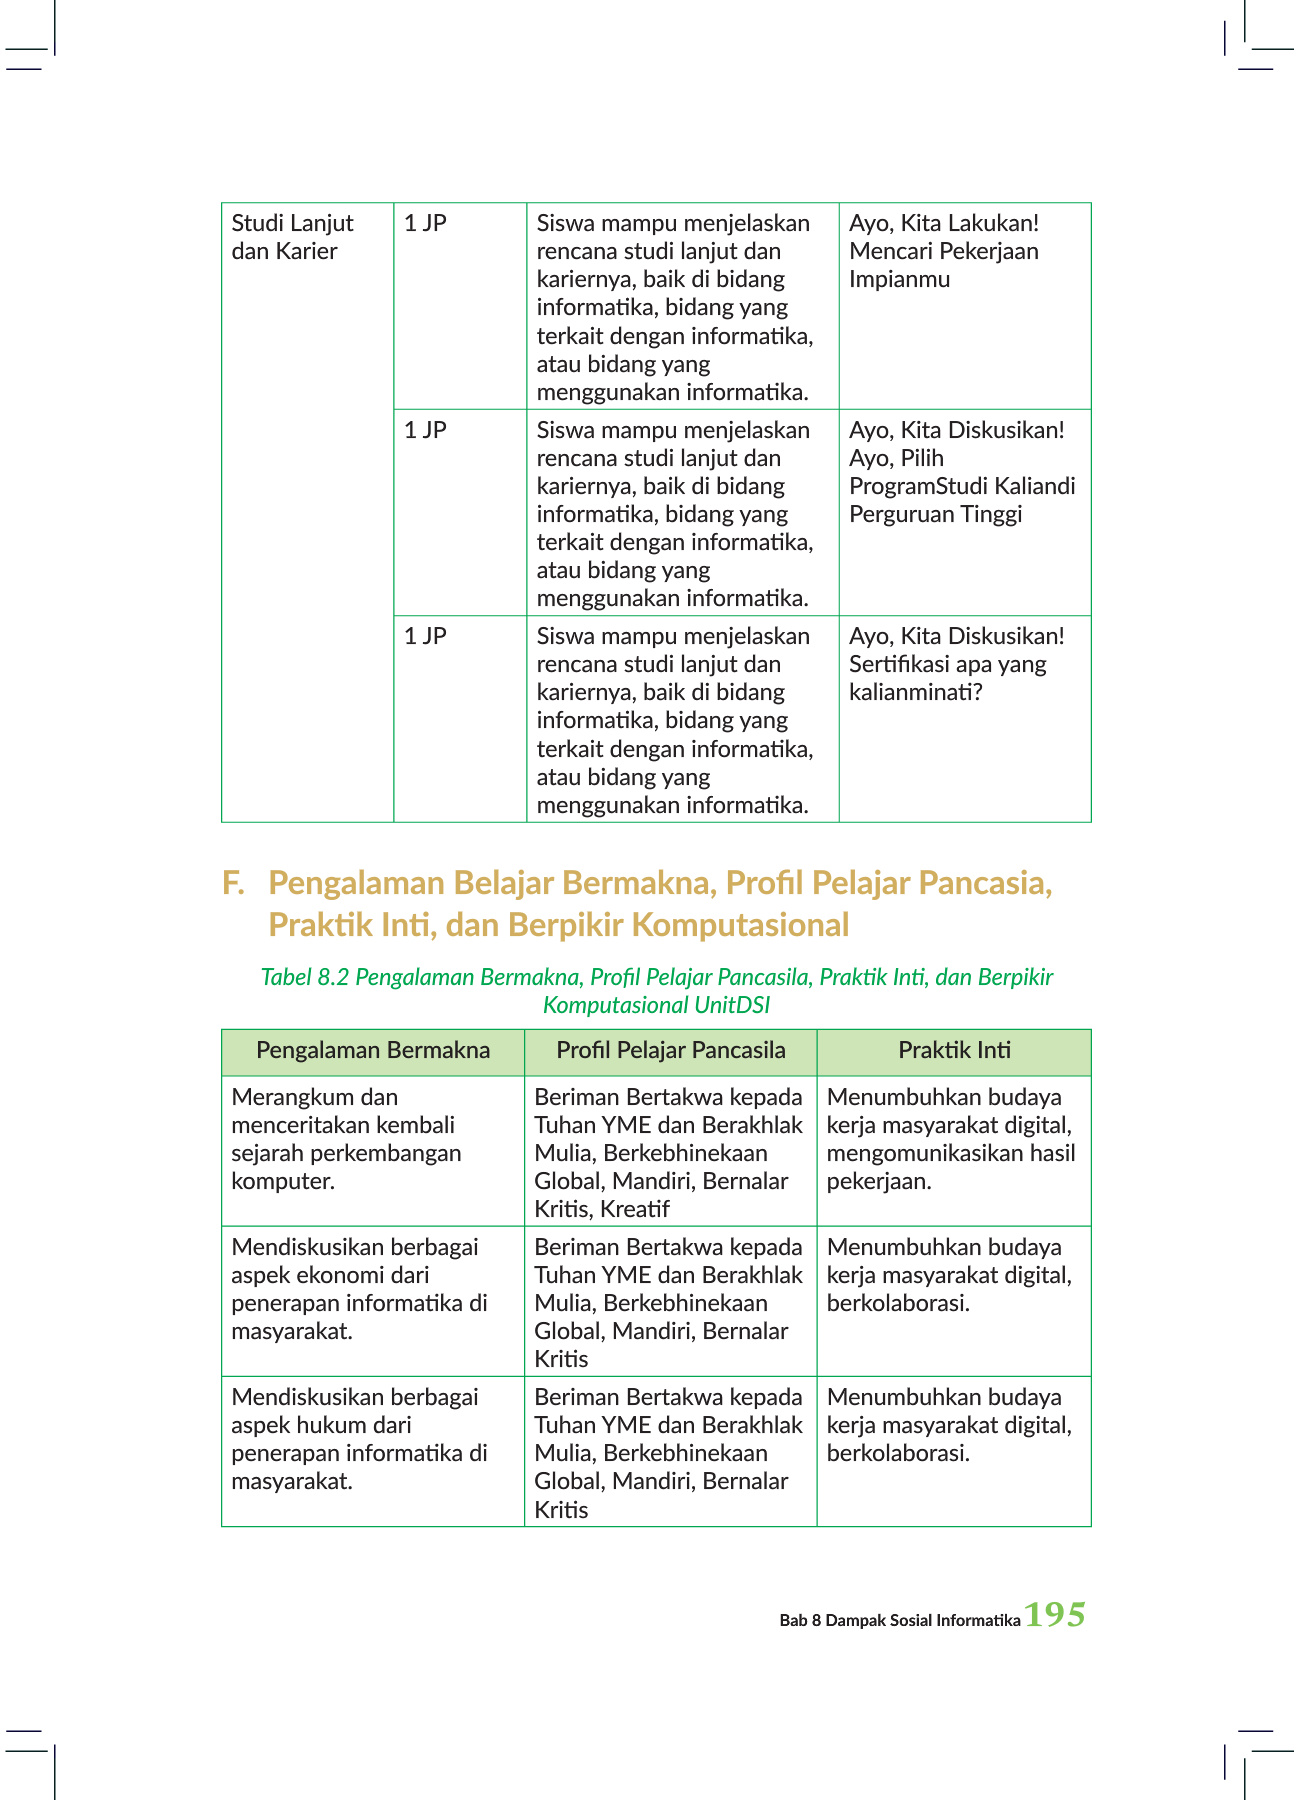 Studi Lanjut
dan Karier
1 JP
Siswa mampu menjelaskan
rencana studi lanjut dan
kariernya, baik di bidang
informatika, bidang yang
terkait dengan informatika,
atau bidang yang
menggunakan informatika.
Ayo, Kita Lakukan!
Mencari Pekerjaan
Impianmu
1 JP
Siswa mampu menjelaskan
rencana studi lanjut dan
kariernya, baik di bidang
informatika, bidang yang
terkait dengan informatika,
atau bidang yang
menggunakan informatika.
Ayo, Kita Diskusikan!
Ayo, Pilih
ProgramStudi Kaliandi
Perguruan Tinggi
1 JP
Siswa mampu menjelaskan
rencana studi lanjut dan
kariernya, baik di bidang
informatika, bidang yang
terkait dengan informatika,
atau bidang yang
menggunakan informatika.
Ayo, Kita Diskusikan!
Sertifikasi apa yang
kalianminati?
F. Pengalaman Belajar Bermakna, Profil Pelajar Pancasia,
Praktik Inti, dan Berpikir Komputasional
Tabel 8.2 Pengalaman Bermakna, Profil Pelajar Pancasila, Praktik Inti, dan Berpikir
Komputasional UnitDSI
Pengalaman Bermakna
Profil Pelajar Pancasila
Praktik Inti
Merangkum dan
menceritakan kembali
sejarah perkembangan
komputer.
Beriman Bertakwa kepada
Tuhan YME dan Berakhlak
Mulia, Berkebhinekaan
Global, Mandiri, Bernalar
Kritis, Kreatif
Menumbuhkan budaya
kerja masyarakat digital,
mengomunikasikan hasil
pekerjaan.
Mendiskusikan berbagai
aspek ekonomi dari
penerapan informatika di
masyarakat.
Beriman Bertakwa kepada
Tuhan YME dan Berakhlak
Mulia, Berkebhinekaan
Global, Mandiri, Bernalar
Kritis
Menumbuhkan budaya
kerja masyarakat digital,
berkolaborasi.
Mendiskusikan berbagai
aspek hukum dari
penerapan informatika di
masyarakat.
Beriman Bertakwa kepada
Tuhan YME dan Berakhlak
Mulia, Berkebhinekaan
Global, Mandiri, Bernalar
Kritis
Menumbuhkan budaya
kerja masyarakat digital,
berkolaborasi.
Bab 8 Dampak Sosial Informatika 195